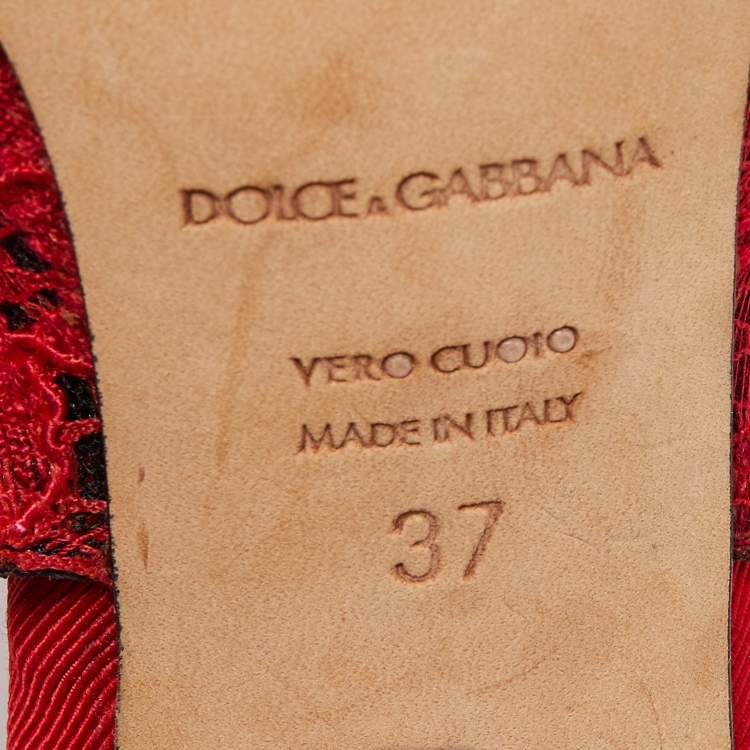 DOLCE & GABBANA
VERO CUOIO
MADE IN ITALY
37